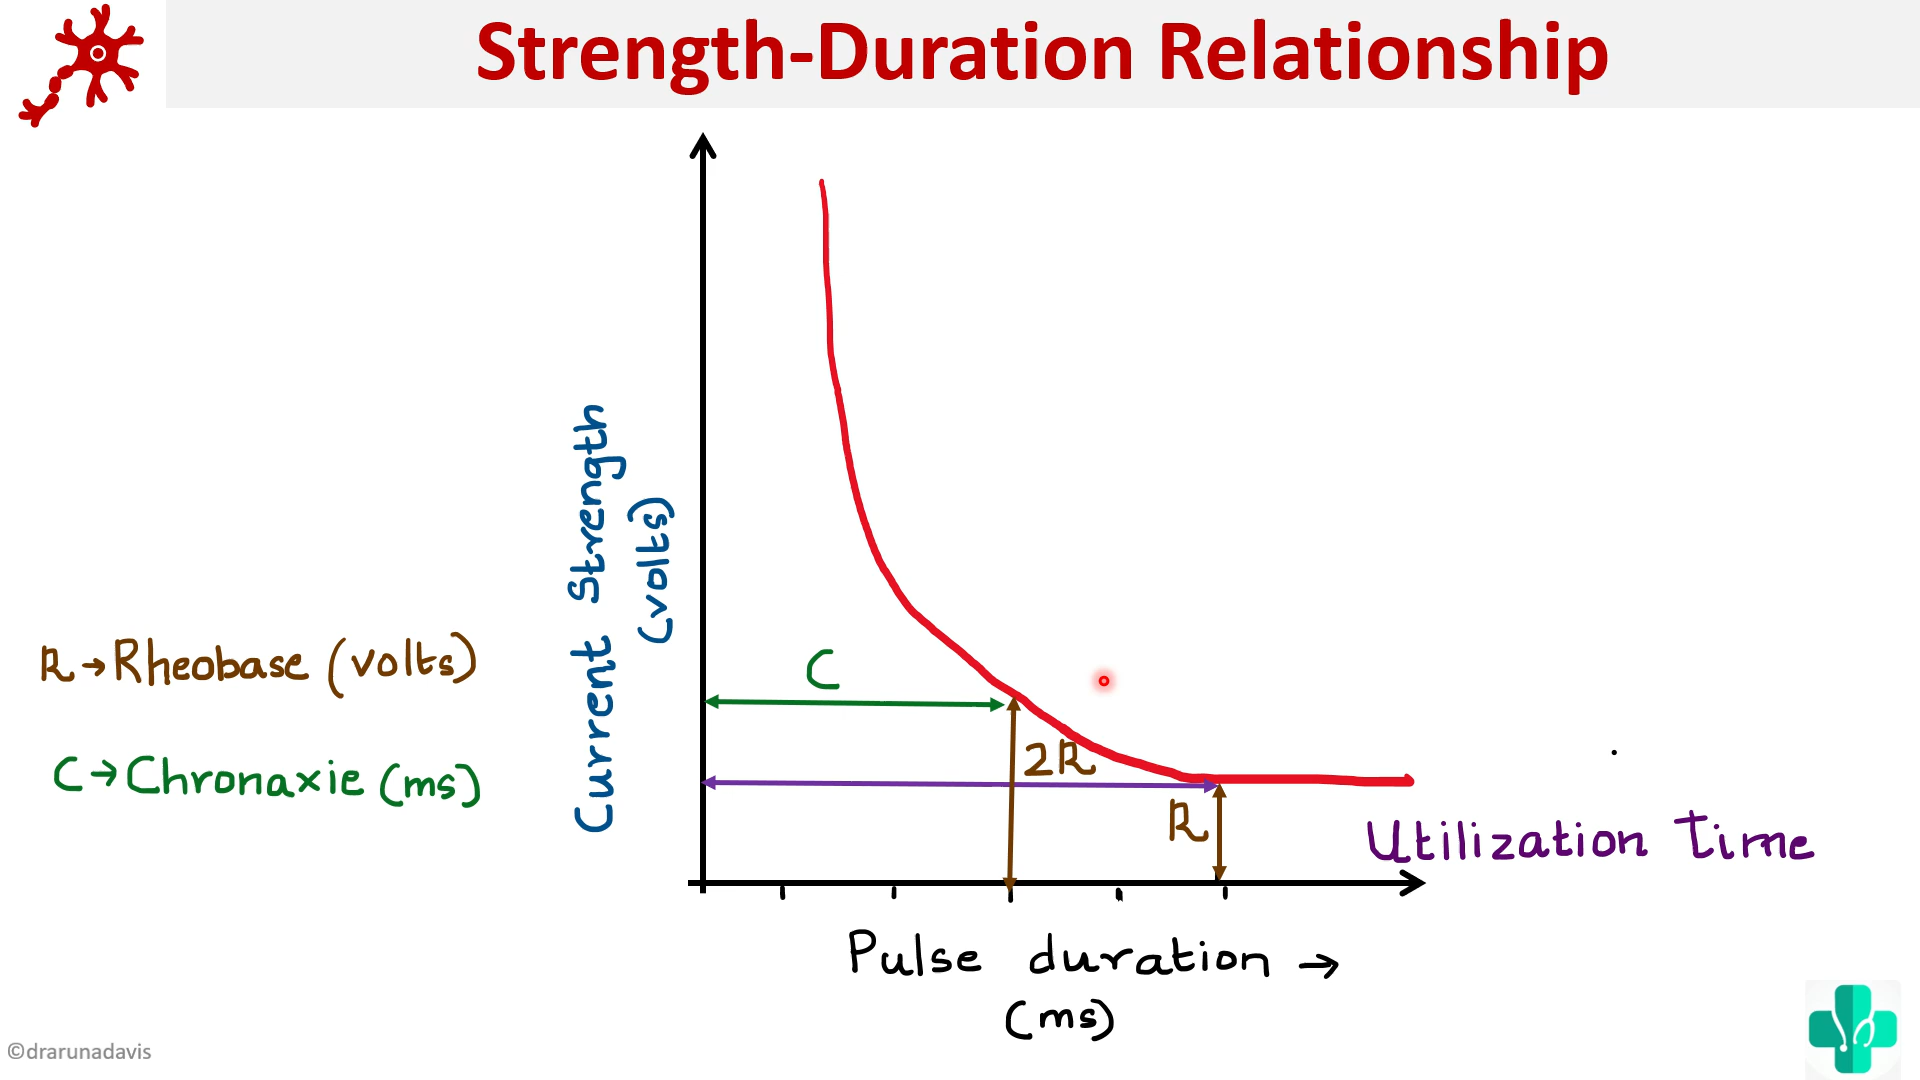 Strength-Duration Relationship
Current Strength
(volts)
R→Rheobase (volts)
C→Chronaxie (ms)
C
2R
R
Utilization Time
Pulse duration →
(ms)
©drarunadavis